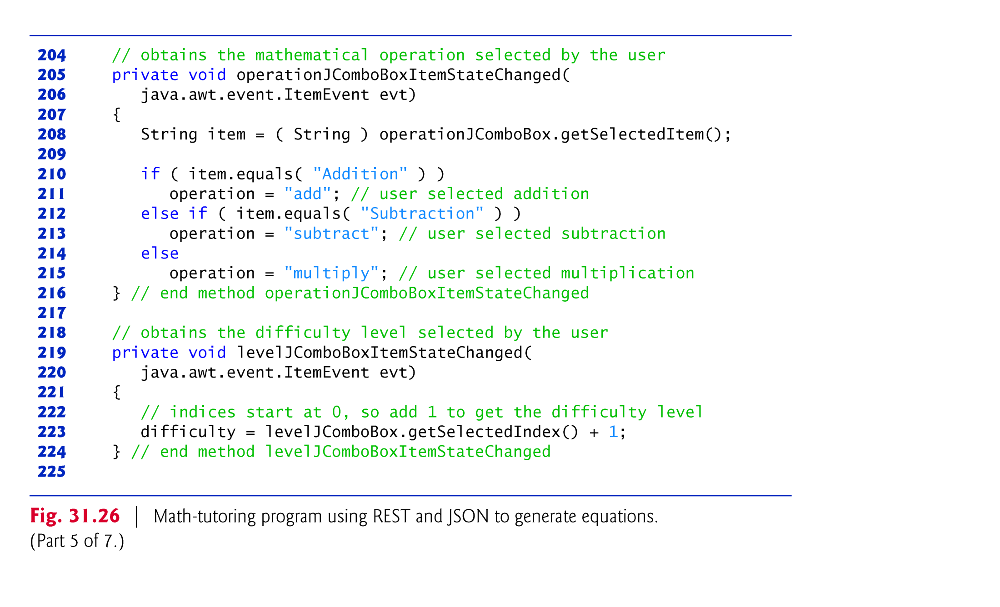 204 // obtains the mathematical operation selected by the user
205 private void operationJComboBoxItemStateChanged(
206 java.awt.event.ItemEvent evt)
207 {
208 String item = ( String ) operationJComboBox.getSelectedItem();
209
210 if ( item.equals( "Addition" ) )
211 operation = "add"; // user selected addition
212 else if ( item.equals( "Subtraction" ) )
213 operation = "subtract"; // user selected subtraction
214 else
215 operation = "multiply"; // user selected multiplication
216 } // end method operationJComboBoxItemStateChanged
217
218 // obtains the difficulty level selected by the user
219 private void levelJComboBoxItemStateChanged(
220 java.awt.event.ItemEvent evt)
221 {
222 // indices start at 0, so add 1 to get the difficulty level
223 difficulty = levelJComboBox.getSelectedIndex() + 1;
224 } // end method levelJComboBoxItemStateChanged
225
Fig. 31.26 | Math-tutoring program using REST and JSON to generate equations.
(Part 5 of 7.)